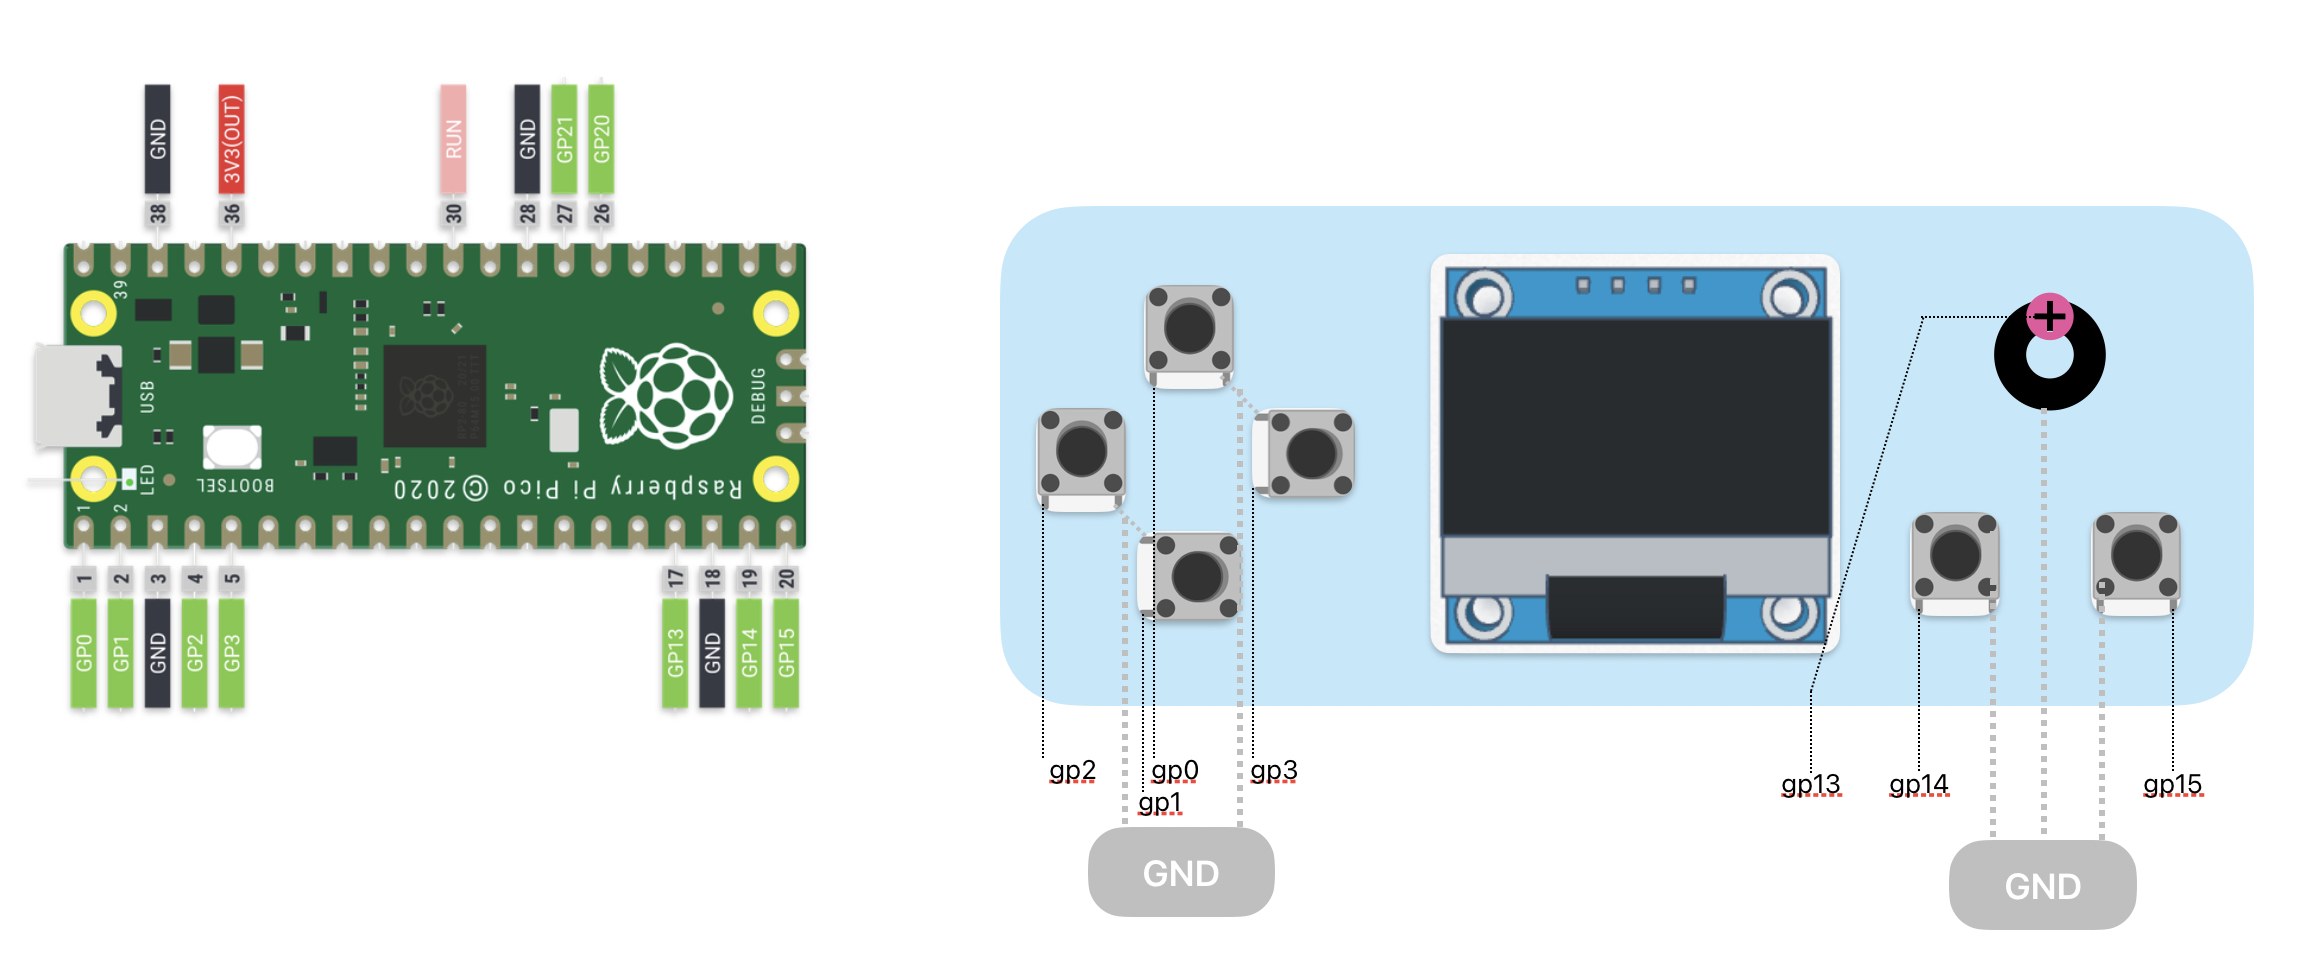 GND
3V3(OUT)
RUN
GND
GP21
GP20
38
36
30
28
27
26
39
USB
DEBUG
LED
BOOTSEL
Raspberry Pi Pico ©2020
1
2
1
2
3
4
5
17
18
19
20
GP0
GP1
GND
GP2
GP3
GP13
GND
GP14
GP15
+
gp2
gp0
gp3
gp1
gp13
gp14
gp15
GND
GND